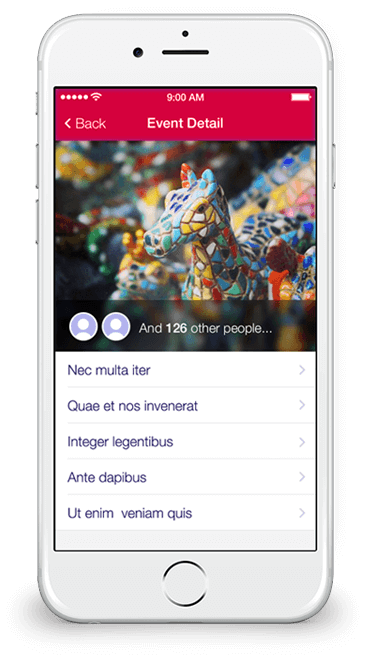 9:00 AM
Back Event Detail
And 126 other people...
Nec multa iter
Quae et nos invenerat
Integer legentibus
Ante dapibus
Ut enim  veniam quis